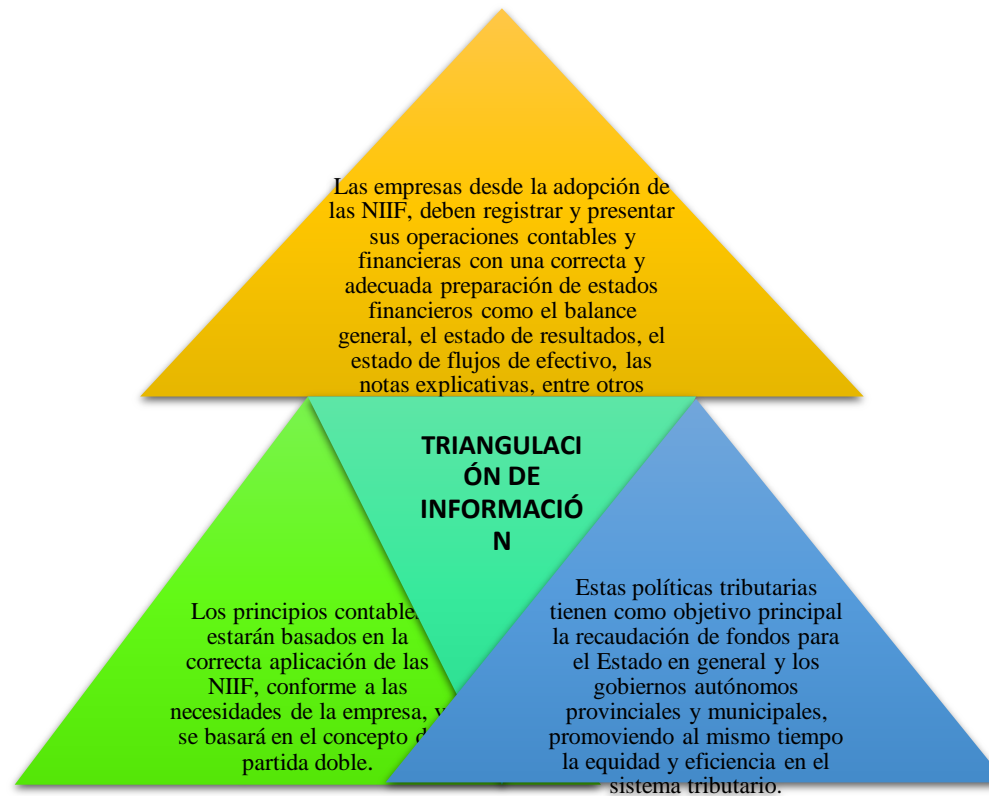 Las empresas desde la adopción de
las NIIF, deben registrar y presentar
sus operaciones contables y
financieras con una correcta y
adecuada preparación de estados
financieros como el balance
general, el estado de resultados, el
estado de flujos de efectivo, las
notas explicativas, entre otros
TRIANGULACI
ÓN DE
INFORMACIÓ
N
Los principios contable
estarán basados en la
correcta aplicación de las
NIIF, conforme a las
necesidades de la empresa,
se basará en el concepto
partida doble.
Estas políticas tributarias
tienen como objetivo principal
la recaudación de fondos para
el Estado en general y los
gobiernos autónomos
provinciales y municipales,
promoviendo al mismo tiempo
la equidad y eficiencia en el
sistema tributario.